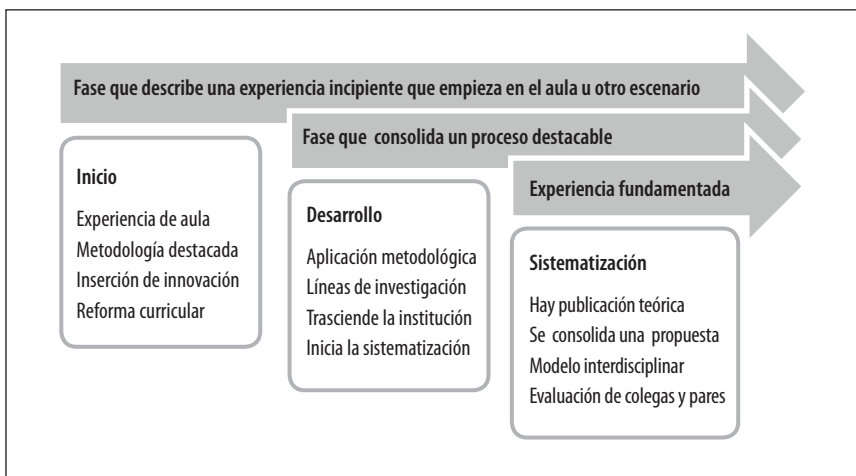 Fase que describe una experiencia incipiente que empieza en el aula u otro escenario
Fase que consolida un proceso destacable
Experiencia fundamentada
Inicio
Experiencia de aula
Metodología destacada
Inserción de innovación
Reforma curricular
Desarrollo
Aplicación metodológica
Líneas de investigación
Trasciende la institución
Inicia la sistematización
Sistematización
Hay publicación teórica
Se consolida una propuesta
Modelo interdisciplinar
Evaluación de colegas y pares